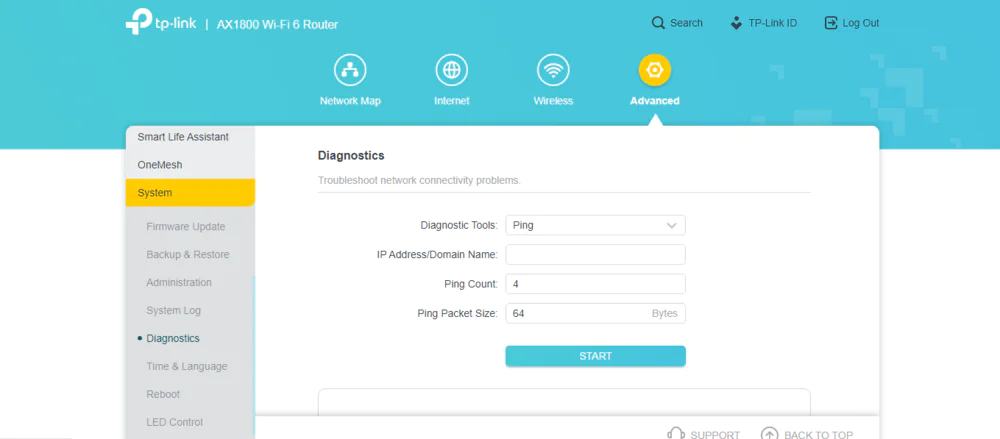 tp-link | AX1800 Wi-Fi 6 Router
Search
TP-Link ID
Log Out
Network Map
Internet
Wireless
Advanced
Smart Life Assistant
OneMesh
System
Firmware Update
Backup & Restore
Administration
System Log
Diagnostics
Time & Language
Reboot
LED Control
Diagnostics
Troubleshoot network connectivity problems.
Diagnostic Tools: Ping
IP Address/Domain Name:
Ping Count: 4
Ping Packet Size: 64 Bytes
START
SUPPORT
BACK TO TOP